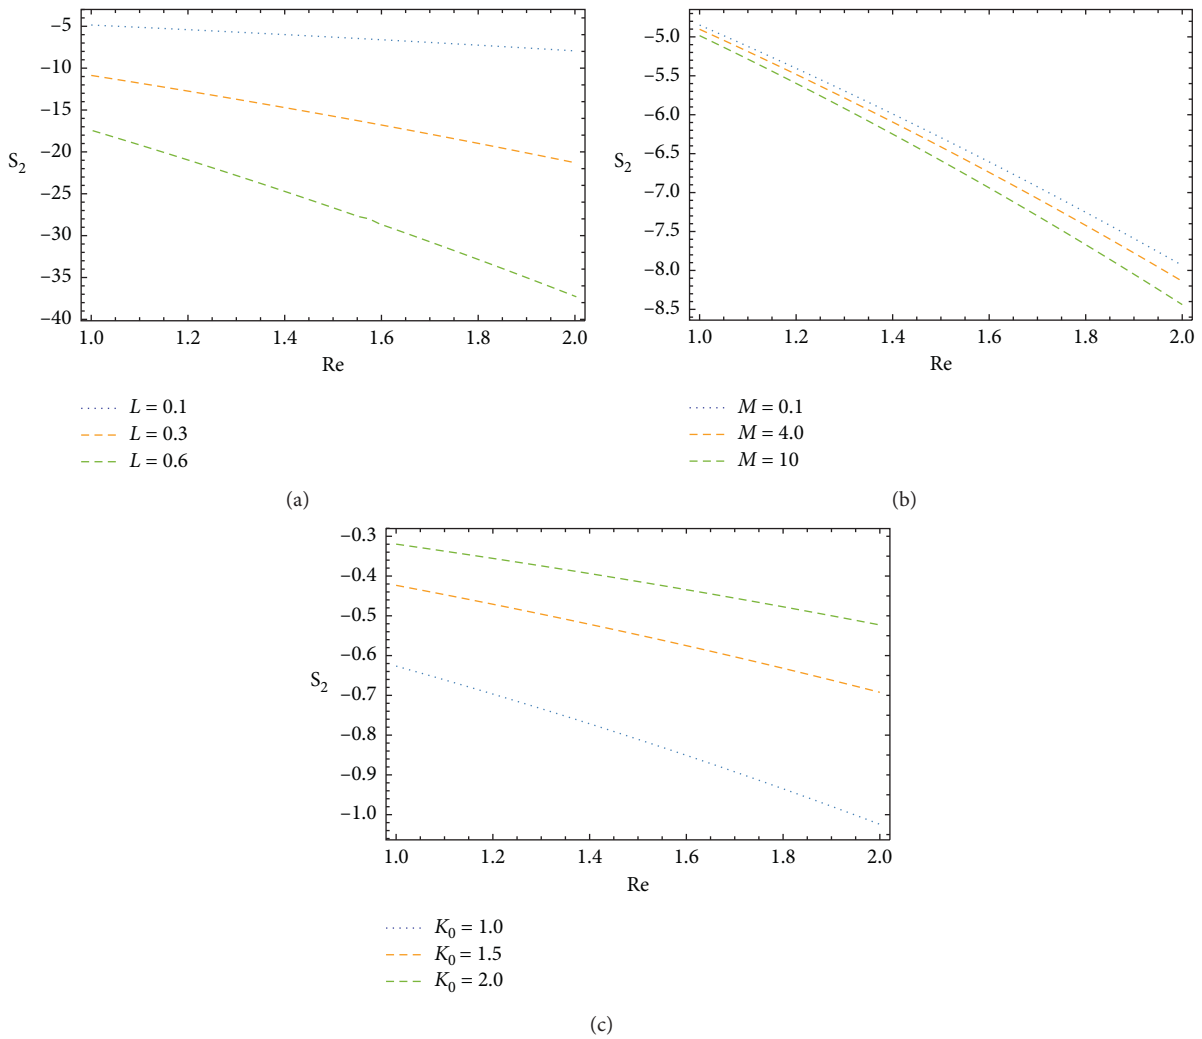 −5
−10
−15
−20
−25
−30
−35
−40
S2
1.0 1.2 1.4 1.6 1.8 2.0
Re
L = 0.1
L = 0.3
L = 0.6
(a)
−5.0
−5.5
−6.0
−6.5
−7.0
−7.5
−8.0
−8.5
S2
1.0 1.2 1.4 1.6 1.8 2.0
Re
M = 0.1
M = 4.0
M = 10
(b)
−0.3
−0.4
−0.5
−0.6
−0.7
−0.8
−0.9
−1.0
S2
1.0 1.2 1.4 1.6 1.8 2.0
Re
K0 = 1.0
K0 = 1.5
K0 = 2.0
(c)